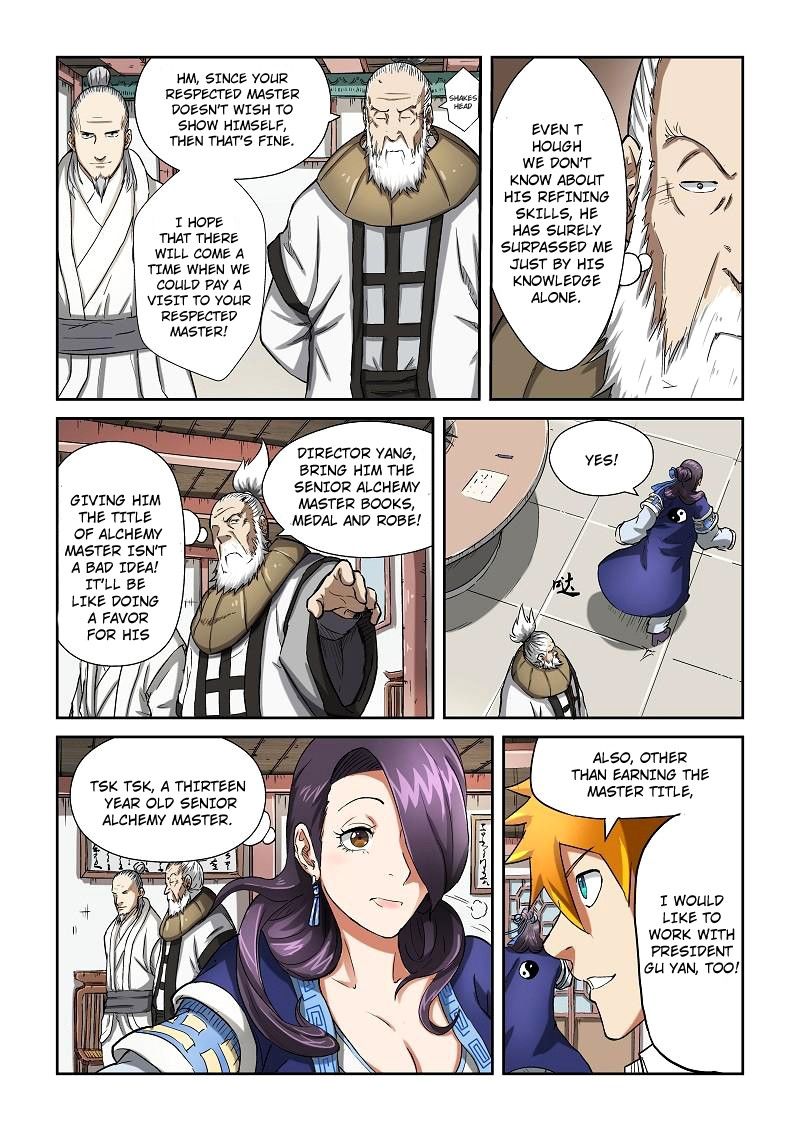 HM, SINCE YOUR
RESPECTED MASTER
DOESN'T WISH TO
SHOW HIMSELF,
THEN THAT'S FINE.
SHAKES
HEAD
I HOPE
THAT THERE
WILL COME A
TIME WHEN WE
COULD PAY A
VISIT TO YOUR
RESPECTED
MASTER!
EVEN T
HOUGH
WE DON'T
KNOW ABOUT
HIS REFINING
SKILLS, HE
HAS SURELY
SURPASSED ME
JUST BY HIS
KNOWLEDGE
ALONE.
DIRECTOR YANG,
BRING HIM THE
SENIOR ALCHEMY
MASTER BOOKS,
MEDAL AND ROBE!
GIVING HIM
THE TITLE
OF ALCHEMY
MASTER ISN'T
A BAD IDEA!
IT'LL BE
LIKE DOING
A FAVOR
FOR HIS
YES!
哒
TSK TSK, A THIRTEEN
YEAR OLD SENIOR
ALCHEMY MASTER.
ALSO, OTHER
THAN EARNING THE
MASTER TITLE,
I WOULD
LIKE TO
WORK WITH
PRESIDENT
GU YAN, TOO!